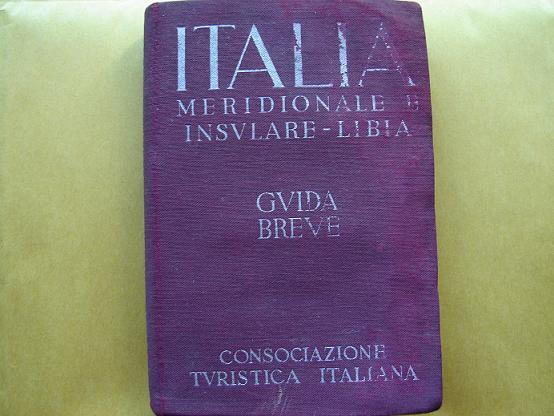 ITALIA
MERIDIONALE E
INSVLARE-LIBIA
GVIDA
BREVE
CONSOCIAZIONE
TVRISTICA ITALIANA